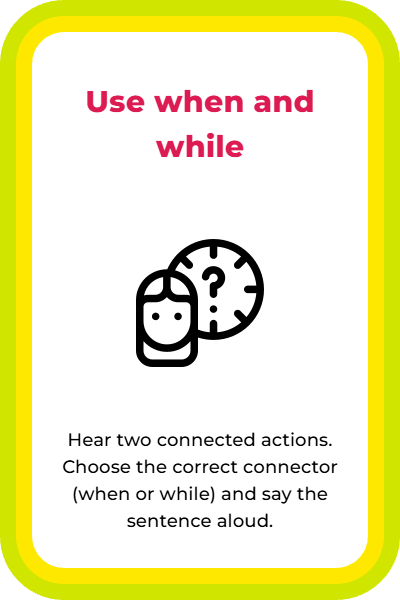 Use when and
while
?
Hear two connected actions.
Choose the correct connector
(when or while) and say the
sentence aloud.